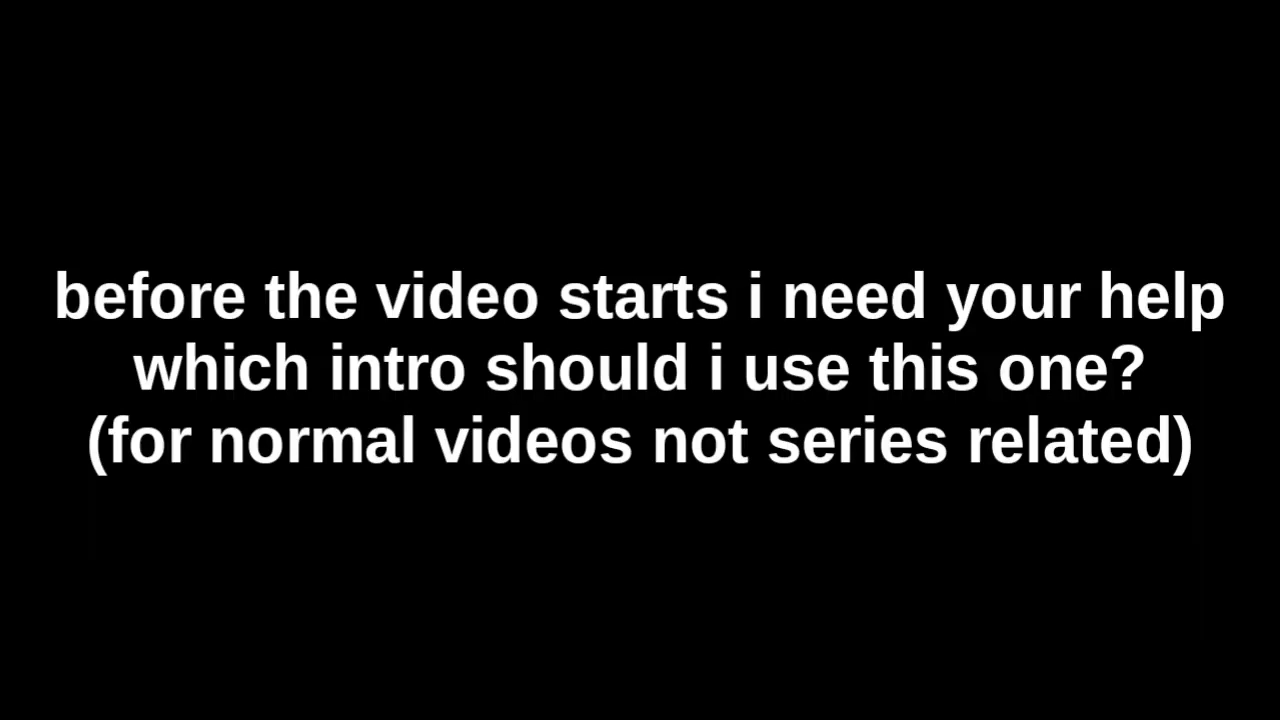 before the video starts i need your help
which intro should i use this one?
(for normal videos not series related)